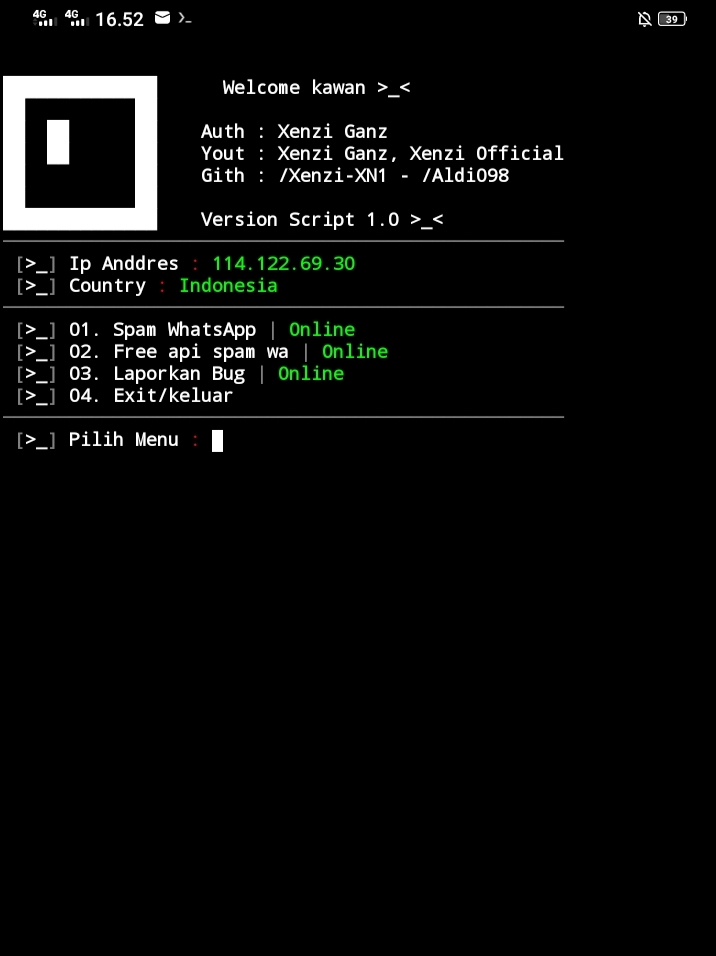 4G 4G 16.52 >_ 39
Welcome kawan >_<
Auth : Xenzi Ganz
Yout : Xenzi Ganz, Xenzi Official
Gith : /Xenzi-XN1 - /Aldi098
Version Script 1.0 >_<
[>_] Ip Anddres : 114.122.69.30
[>_] Country : Indonesia
[>_] 01. Spam WhatsApp | Online
[>_] 02. Free api spam wa | Online
[>_] 03. Laporkan Bug | Online
[>_] 04. Exit/keluar
[>_] Pilih Menu :